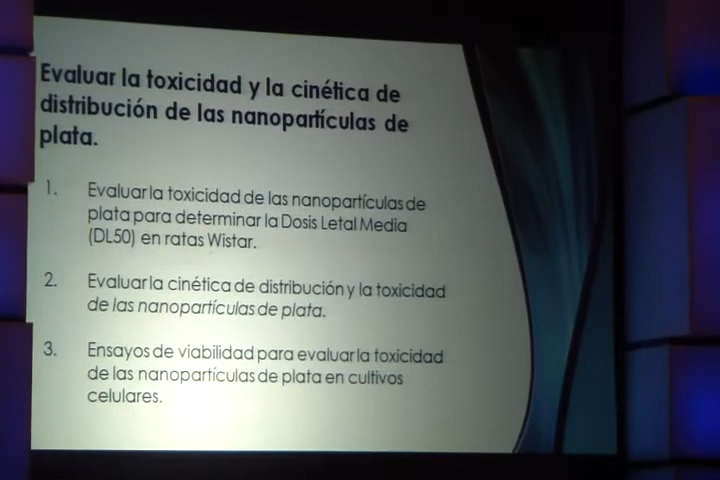 Evaluar la toxicidad y la cinética de
distribución de las nanopartículas de
plata.
1. Evaluar la toxicidad de las nanopartículas de
plata para determinar la Dosis Letal Media
(DL50) en ratas Wistar.
2. Evaluar la cinética de distribución y la toxicidad
de las nanopartículas de plata.
3. Ensayos de viabilidad para evaluar la toxicidad
de las nanopartículas de plata en cultivos
celulares.